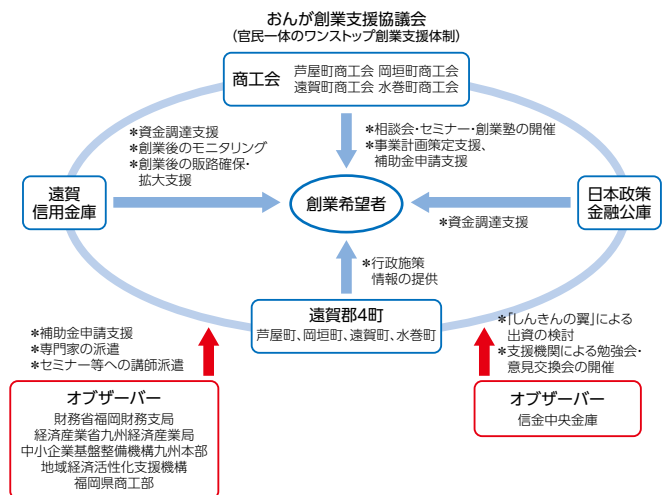 おんが創業支援協議会
(官民一体のワンストップ創業支援体制)
商工会
芦屋町商工会 岡垣町商工会
遠賀町商工会 水巻町商工会
＊資金調達支援
＊創業後のモニタリング
＊創業後の販路確保・
拡大支援
＊相談会・セミナー・創業塾の開催
＊事業計画策定支援、
補助金申請支援
遠賀
信用金庫
創業希望者
日本政策
金融公庫
＊資金調達支援
＊行政施策
情報の提供
遠賀郡4町
芦屋町、岡垣町、遠賀町、水巻町
＊補助金申請支援
＊専門家の派遣
＊セミナー等への講師派遣
＊「しんきんの翼」による
出資の検討
＊支援機関による勉強会・
意見交換会の開催
オブザーバー
財務省福岡財務支局
経済産業省九州経済産業局
中小企業基盤整備機構九州本部
地域経済活性化支援機構
福岡県商工部
オブザーバー
信金中央金庫